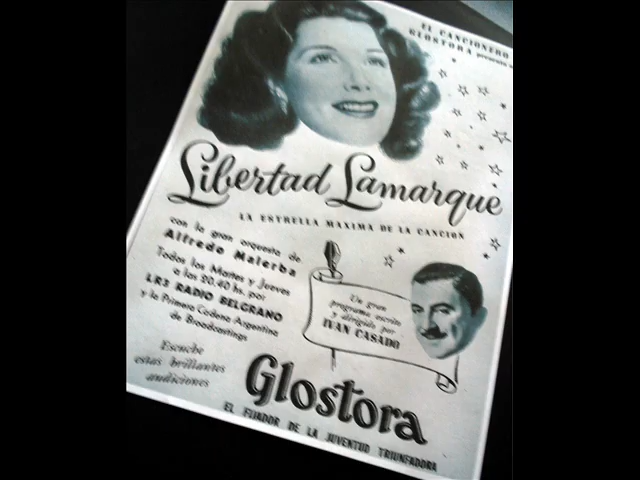 EL CANCIONERO
GLOSTORA presenta a
Libertad Lamarque
LA ESTRELLA MAXIMA DE LA CANCION
con la gran orquesta de
Alfredo Malerba
Todos los Martes y Jueves
a las 20.40 hs. por
LR3 RADIO BELGRANO
y la Primera Cadena Argentina
de Broadcastings
Un gran
programa escrito
y dirigido por
IVAN CASADO
Escuche
estas brillantes
audiciones
Glostora
EL FIJADOR DE LA JUVENTUD TRIUNFADORA